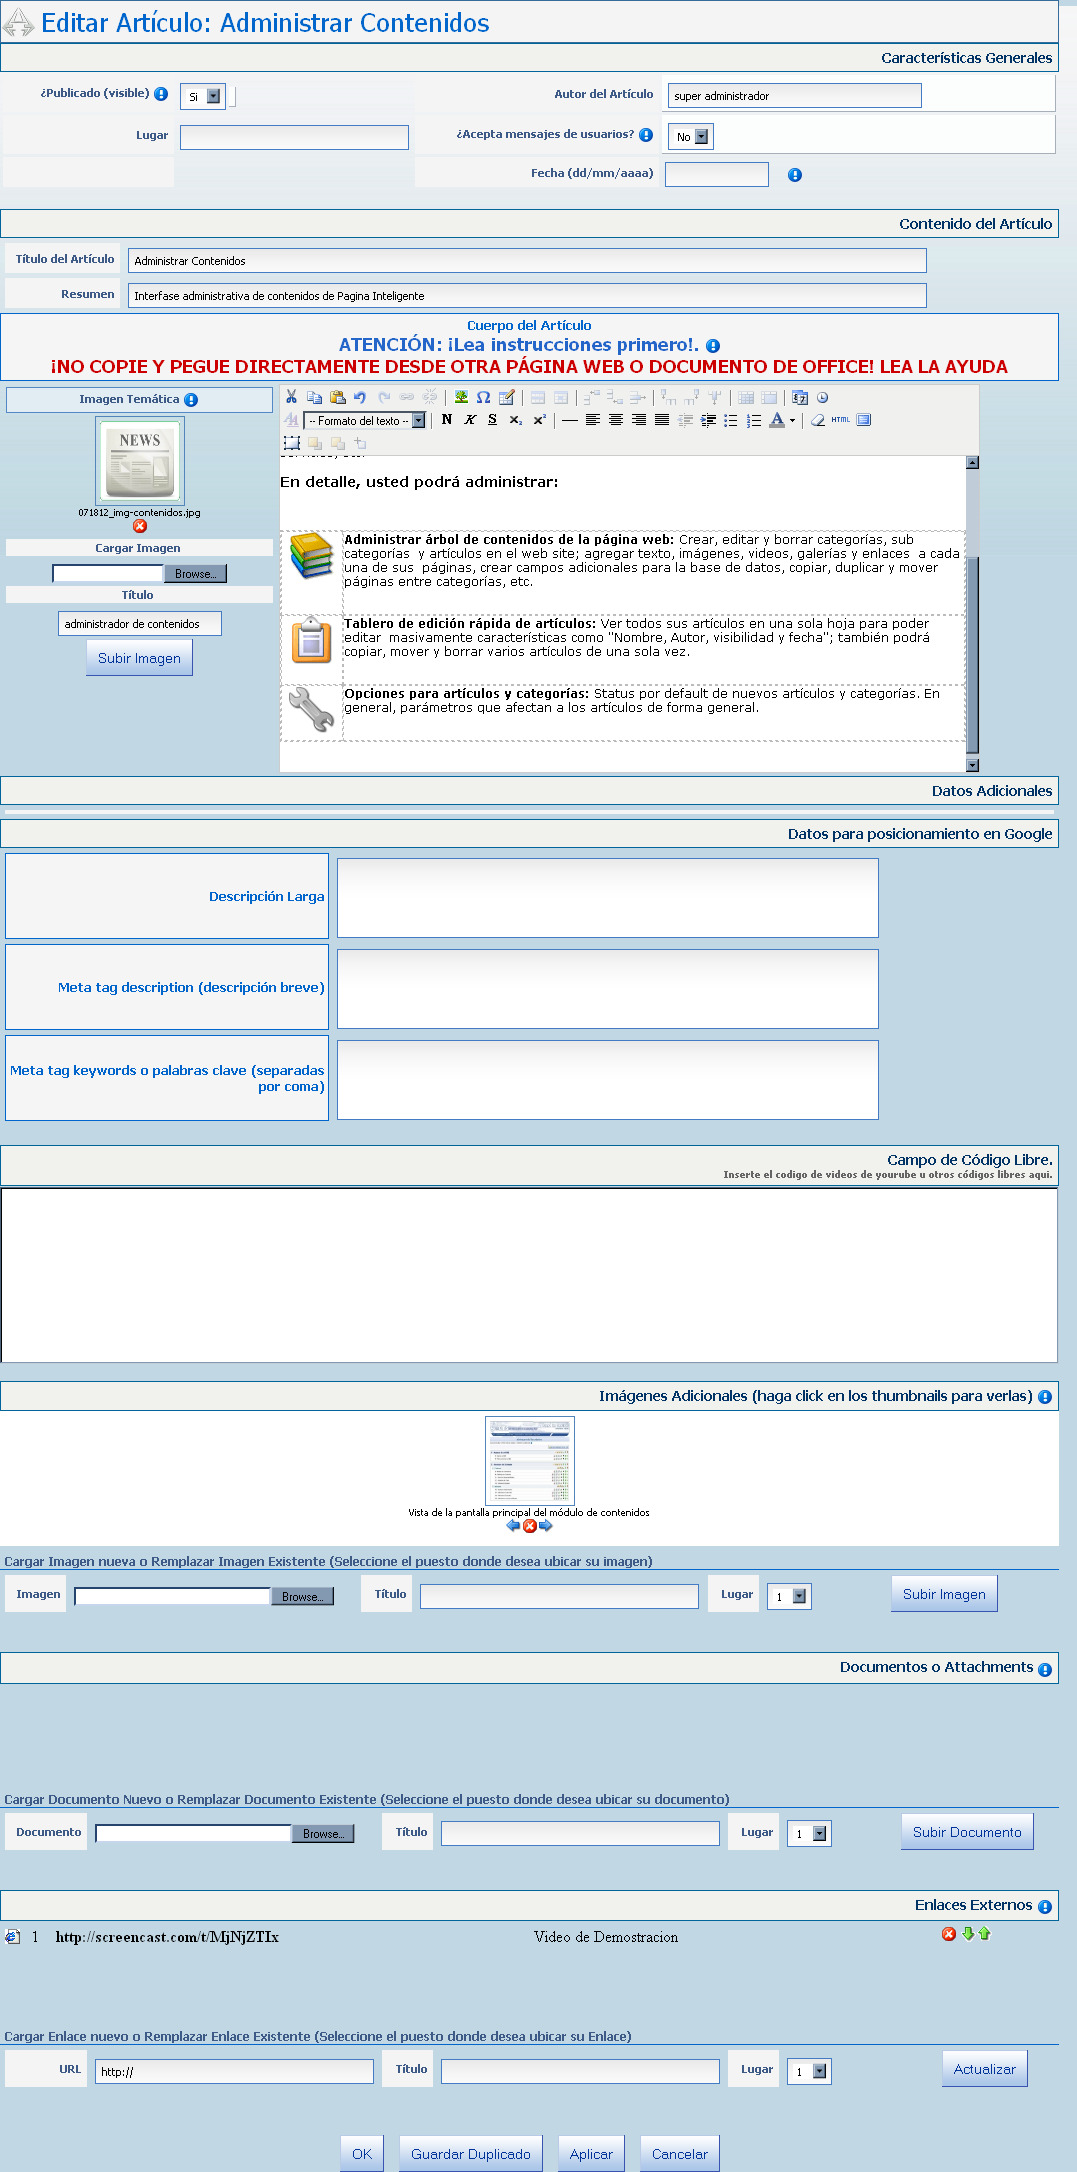 Editar Artículo: Administrar Contenidos
Características Generales
¿Publicado (visible) Si Autor del Artículo super administrador
Lugar ¿Acepta mensajes de usuarios? No
Fecha (dd/mm/aaaa)
Contenido del Artículo
Título del Artículo Administrar Contenidos
Resumen Interfase administrativa de contenidos de Pagina Inteligente
Cuerpo del Artículo
ATENCIÓN: ¡Lea instrucciones primero!.
¡NO COPIE Y PEGUE DIRECTAMENTE DESDE OTRA PÁGINA WEB O DOCUMENTO DE OFFICE! LEA LA AYUDA
Imagen Temática
NEWS
071812_img-contenidos.jpg
Cargar Imagen
Browse...
Título
administrador de contenidos
Subir Imagen
-- Formato del texto -- N K S x₂ x² A HTML
En detalle, usted podrá administrar:
Administrar árbol de contenidos de la página web: Crear, editar y borrar categorías, sub
categorías y artículos en el web site; agregar texto, imágenes, videos, galerías y enlaces a cada
una de sus páginas, crear campos adicionales para la base de datos, copiar, duplicar y mover
páginas entre categorías, etc.
Tablero de edición rápida de artículos: Ver todos sus artículos en una sola hoja para poder
editar masivamente características como "Nombre, Autor, visibilidad y fecha"; también podrá
copiar, mover y borrar varios artículos de una sola vez.
Opciones para artículos y categorías: Status por default de nuevos artículos y categorías. En
general, parámetros que afectan a los artículos de forma general.
Datos Adicionales
Datos para posicionamiento en Google
Descripción Larga
Meta tag description (descripción breve)
Meta tag keywords o palabras clave (separadas
por coma)
Campo de Código Libre.
Inserte el codigo de videos de yourube u otros códigos libres aqui.
Imágenes Adicionales (haga click en los thumbnails para verlas)
Vista de la pantalla principal del módulo de contenidos
Cargar Imagen nueva o Remplazar Imagen Existente (Seleccione el puesto donde desea ubicar su imagen)
Imagen Browse... Título Lugar 1 Subir Imagen
Documentos o Attachments
Cargar Documento Nuevo o Remplazar Documento Existente (Seleccione el puesto donde desea ubicar su documento)
Documento Browse... Título Lugar 1 Subir Documento
Enlaces Externos
1 http://screencast.com/t/MjNjZTIx Video de Demostracion
Cargar Enlace nuevo o Remplazar Enlace Existente (Seleccione el puesto donde desea ubicar su Enlace)
URL http:// Título Lugar 1 Actualizar
OK Guardar Duplicado Aplicar Cancelar